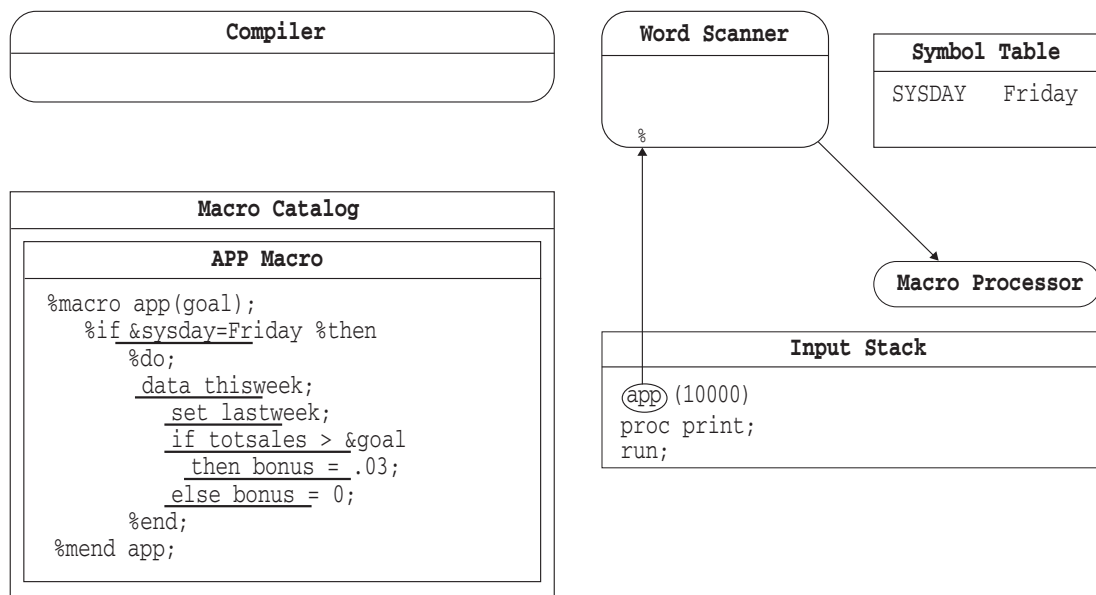 Compiler
Word Scanner
%
Symbol Table
SYSDAY Friday
Macro Catalog
APP Macro
%macro app(goal);
%if &sysday=Friday %then
%do;
data thisweek;
set lastweek;
if totsales > &goal
then bonus = .03;
else bonus = 0;
%end;
%mend app;
Macro Processor
Input Stack
app (10000)
proc print;
run;